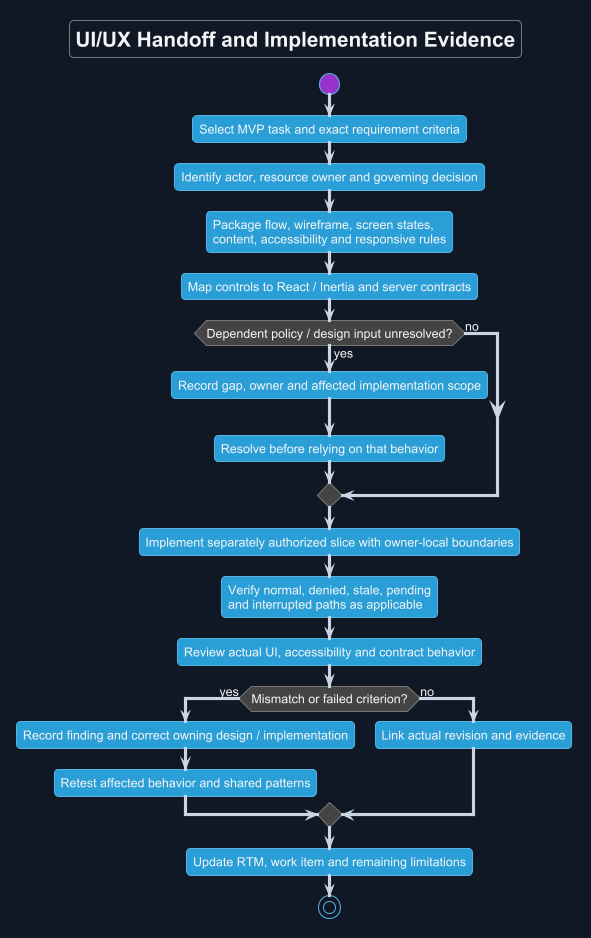 UI/UX Handoff and Implementation Evidence
Select MVP task and exact requirement criteria
Identify actor, resource owner and governing decision
Package flow, wireframe, screen states,
content, accessibility and responsive rules
Map controls to React / Inertia and server contracts
Dependent policy / design input unresolved?
no
yes
Record gap, owner and affected implementation scope
Resolve before relying on that behavior
Implement separately authorized slice with owner-local boundaries
Verify normal, denied, stale, pending
and interrupted paths as applicable
Review actual UI, accessibility and contract behavior
yes
Mismatch or failed criterion?
no
Record finding and correct owning design / implementation
Link actual revision and evidence
Retest affected behavior and shared patterns
Update RTM, work item and remaining limitations